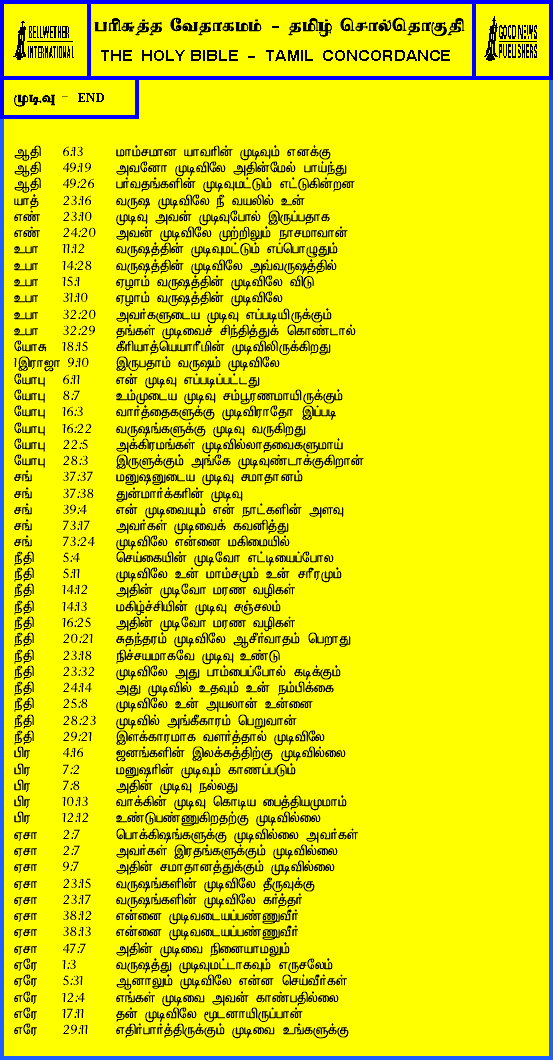 BELLWETHER
INTERNATIONAL
பரிசுத்த வேதாகமம் - தமிழ் சொல்தொகுதி
THE HOLY BIBLE - TAMIL CONCORDANCE
GOOD NEWS
PUBLISHERS
முடிவு - END
ஆதி 6:13 மாம்சமான யாவரின் முடிவும் எனக்கு
ஆதி 49:19 அவனோ முடிவிலே அதின்மேல் பாய்ந்து
ஆதி 49:26 பர்வதங்களின் முடிவுமட்டும் எட்டுகின்றன
யாத் 23:16 வருஷ முடிவிலே நீ வயலில் உன்
எண் 23:10 முடிவு அவன் முடிவுபோல் இருப்பதாக
எண் 24:20 அவன் முடிவிலே முற்றிலும் நாசமாவான்
உபா 11:12 வருஷத்தின் முடிவுமட்டும் எப்பொழுதும்
உபா 14:28 வருஷத்தின் முடிவிலே அவ்வருஷத்தில்
உபா 15:1 ஏழாம் வருஷத்தின் முடிவிலே விடு
உபா 31:10 ஏழாம் வருஷத்தின் முடிவிலே
உபா 32:20 அவர்களுடைய முடிவு எப்படியிருக்கும்
உபா 32:29 தங்கள் முடிவைச் சிந்தித்துக் கொண்டால்
யோசு 18:15 கீரியாத்யெயாரீமின் முடிவிலிருக்கிறது
1இராஜா 9:10 இருபதாம் வருஷம் முடிவிலே
யோபு 6:11 என் முடிவு எப்படிப்பட்டது
யோபு 8:7 உம்முடைய முடிவு சம்பூரணமாயிருக்கும்
யோபு 16:3 வார்த்தைகளுக்கு முடிவிராதோ இப்படி
யோபு 16:22 வருஷங்களுக்கு முடிவு வருகிறது
யோபு 22:5 அக்கிரமங்கள் முடிவில்லாதவைகளுமாய்
யோபு 28:3 இருளுக்கும் அங்கே முடிவுண்டாக்குகிறான்
சங் 37:37 மனுஷனுடைய முடிவு சமாதானம்
சங் 37:38 துன்மார்க்கரின் முடிவு
சங் 39:4 என் முடிவையும் என் நாட்களின் அளவு
சங் 73:17 அவர்கள் முடிவைக் கவனித்து
சங் 73:24 முடிவிலே என்னை மகிமையில்
நீதி 5:4 செய்கையின் முடிவோ எட்டியைப்போல
நீதி 5:11 முடிவிலே உன் மாம்சமும் உன் சரீரமும்
நீதி 14:12 அதின் முடிவோ மரண வழிகள்
நீதி 14:13 மகிழ்ச்சியின் முடிவு சஞ்சலம்
நீதி 16:25 அதின் முடிவோ மரண வழிகள்
நீதி 20:21 சுதந்தரம் முடிவிலே ஆசீர்வாதம் பெறாது
நீதி 23:18 நிச்சயமாகவே முடிவு உண்டு
நீதி 23:32 முடிவிலே அது பாம்பைப்போல் கடிக்கும்
நீதி 24:14 அது முடிவில் உதவும் உன் நம்பிக்கை
நீதி 25:8 முடிவிலே உன் அயலான் உன்னை
நீதி 28:23 முடிவில் அங்கீகாரம் பெறுவான்
நீதி 29:21 இளக்காரமாக வளர்த்தால் முடிவிலே
பிர 4:16 ஜனங்களின் இலக்கத்திற்கு முடிவில்லை
பிர 7:2 மனுஷரின் முடிவும் காணப்படும்
பிர 7:8 அதின் முடிவு நல்லது
பிர 10:13 வாக்கின் முடிவு கொடிய பைத்தியமுமாம்
பிர 12:12 உண்டுபண்ணுகிறதற்கு முடிவில்லை
ஏசா 2:7 பொக்கிஷங்களுக்கு முடிவில்லை அவர்கள்
ஏசா 2:7 அவர்கள் இரதங்களுக்கும் முடிவில்லை
ஏசா 9:7 அதின் சமாதானத்துக்கும் முடிவில்லை
ஏசா 23:15 வருஷங்களின் முடிவிலே தீருவுக்கு
ஏசா 23:17 வருஷங்களின் முடிவிலே கர்த்தர்
ஏசா 38:12 என்னை முடிவடையப்பண்ணுவீர்
ஏசா 38:13 என்னை முடிவடையப்பண்ணுவீர்
ஏசா 47:7 அதின் முடிவை நினையாமலும்
ஏரே 1:3 வருஷத்து முடிவுமட்டாகவும் எருசலேம்
ஏரே 5:31 ஆனாலும் முடிவிலே என்ன செய்வீர்கள்
எரே 12:4 எங்கள் முடிவை அவன் காண்பதில்லை
எரே 17:11 தன் முடிவிலே மூடனாயிருப்பான்
எரே 29:11 எதிர்பார்த்திருக்கும் முடிவை உங்களுக்கு